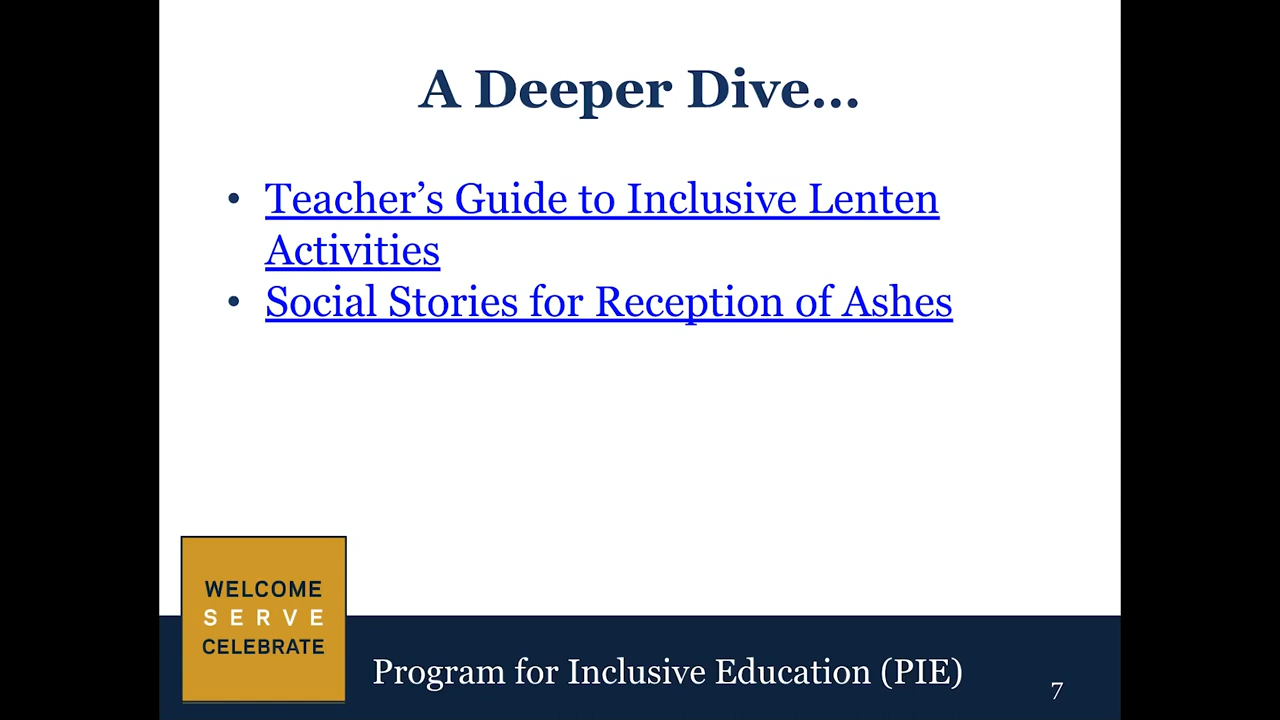 A Deeper Dive...
• Teacher’s Guide to Inclusive Lenten
Activities
• Social Stories for Reception of Ashes
WELCOME
SERVE
CELEBRATE
Program for Inclusive Education (PIE)
7